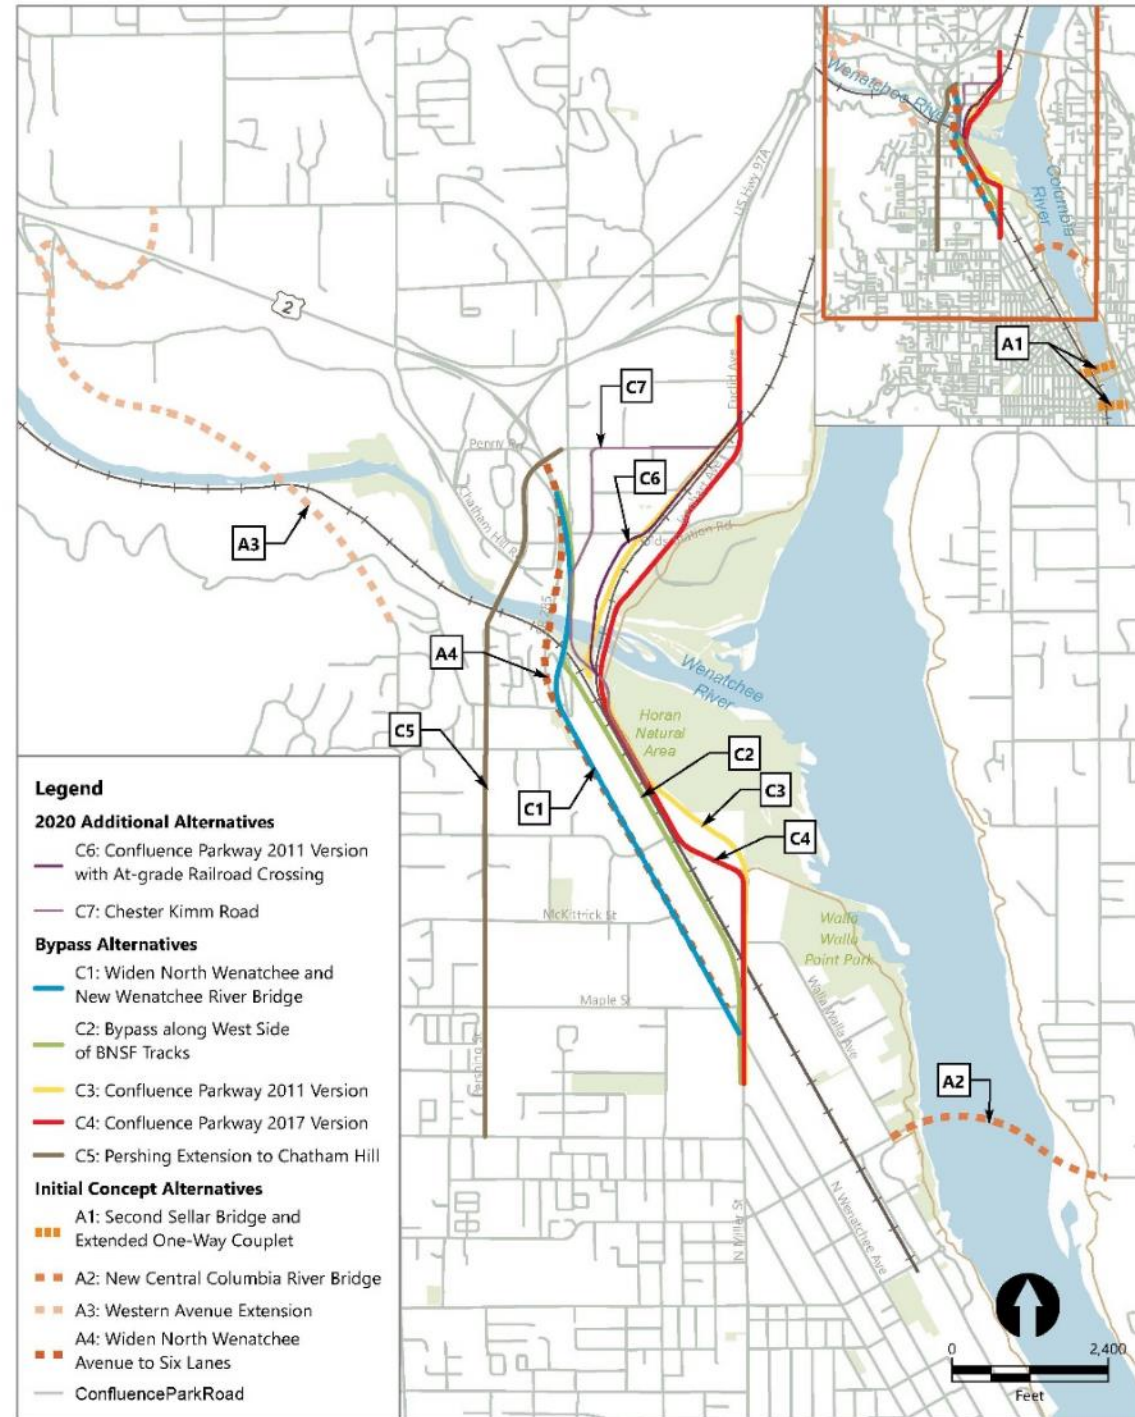 Wenatchee River
Columbia
River
A1
US Hwy 97A
2
Euclid Ave
C7
Penny Rd
C6
Chatham Hill R
A3
SR 285
A4
Wenatchee
River
Horan
Natural
Area
C5
C2
C1
C3
C4
McKittrick St
Walla
Walla
Point Park
Maple St
Walla Walla Ave
Pershing St
A2
N Miller St
N Wenatchee Ave
Legend
2020 Additional Alternatives
C6: Confluence Parkway 2011 Version
with At-grade Railroad Crossing
C7: Chester Kimm Road
Bypass Alternatives
C1: Widen North Wenatchee and
New Wenatchee River Bridge
C2: Bypass along West Side
of BNSF Tracks
C3: Confluence Parkway 2011 Version
C4: Confluence Parkway 2017 Version
C5: Pershing Extension to Chatham Hill
Initial Concept Alternatives
A1: Second Sellar Bridge and
Extended One-Way Couplet
A2: New Central Columbia River Bridge
A3: Western Avenue Extension
A4: Widen North Wenatchee
Avenue to Six Lanes
ConfluenceParkRoad
0 2,400
Feet